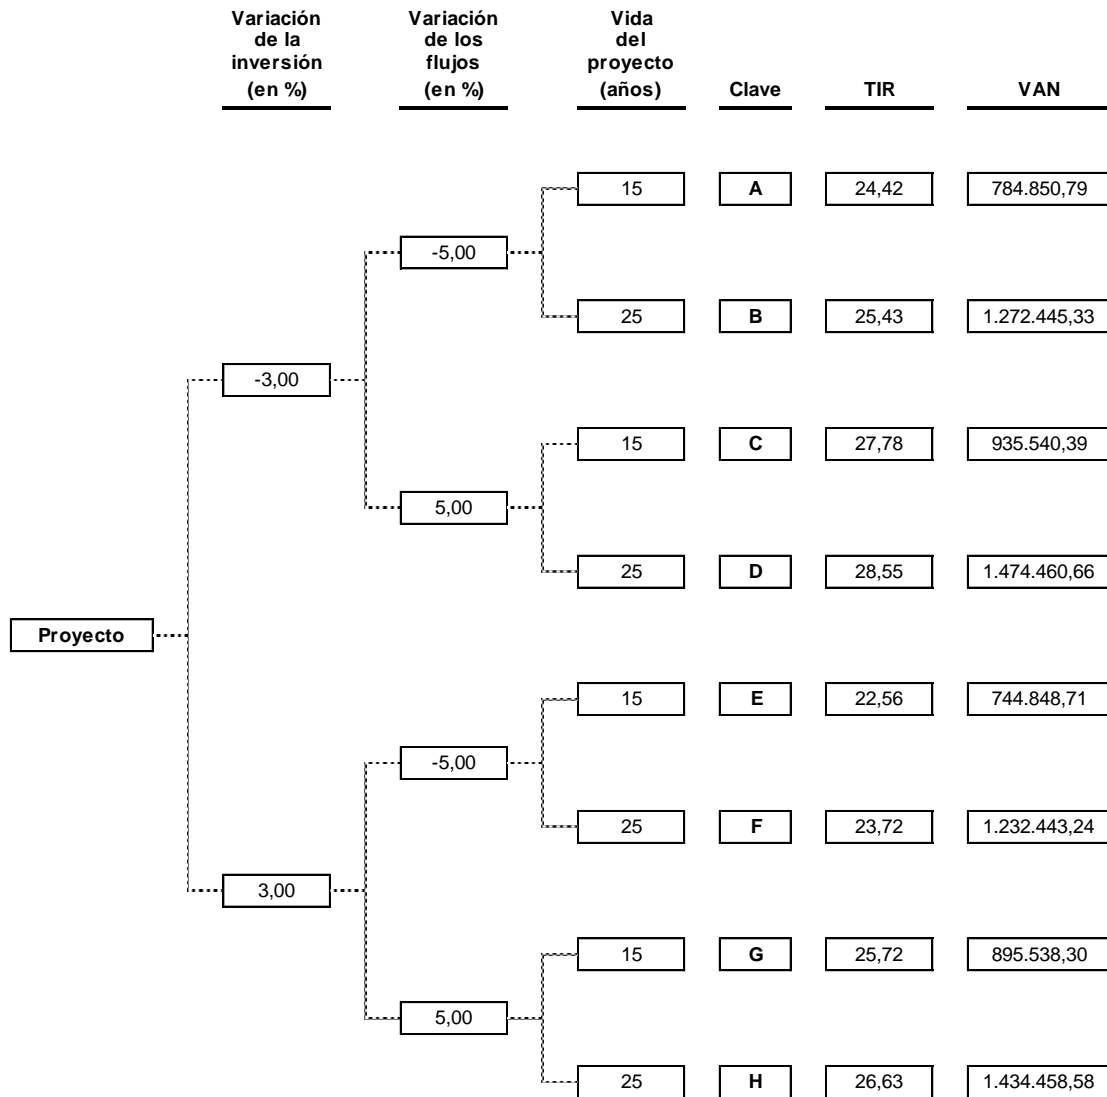 Variación de la inversión (en %)
Variación de los flujos (en %)
Vida del proyecto (años)
Clave
TIR
VAN
15 A 24,42 784.850,79
-5,00
25 B 25,43 1.272.445,33
-3,00
15 C 27,78 935.540,39
5,00
25 D 28,55 1.474.460,66
Proyecto
15 E 22,56 744.848,71
-5,00
25 F 23,72 1.232.443,24
3,00
15 G 25,72 895.538,30
5,00
25 H 26,63 1.434.458,58